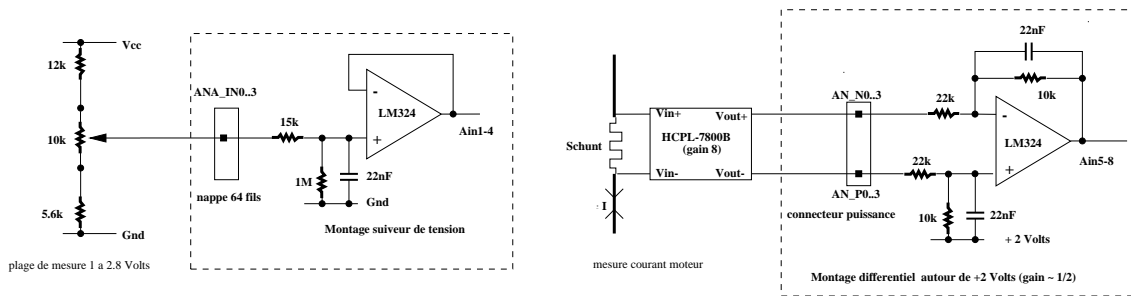 Vcc
12k
10k
5.6k
Gnd
plage de mesure 1 a 2.8 Volts
ANA_IN0..3
15k
nappe 64 fils
1M
22nF
Gnd
-
+
LM324
Ain1-4
Montage suiveur de tension
Schunt
I
Vin+
Vout+
HCPL-7800B
(gain 8)
Vin-
Vout-
mesure courant moteur
AN_N0..3
AN_P0..3
connecteur puissance
22k
22k
22nF
10k
-
+
LM324
Ain5-8
10k
22nF
+ 2 Volts
Montage differentiel autour de +2 Volts (gain ~ 1/2)